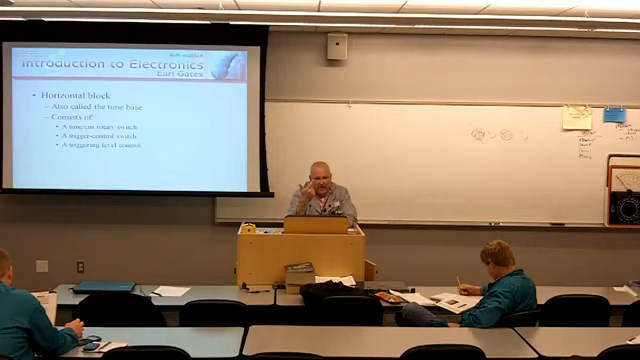 Introduction to Electronics
Earl Gates
• Horizontal block
– Also called the time base
– Consists of
• A time/cm rotary switch
• A trigger-control switch
• A triggering level control